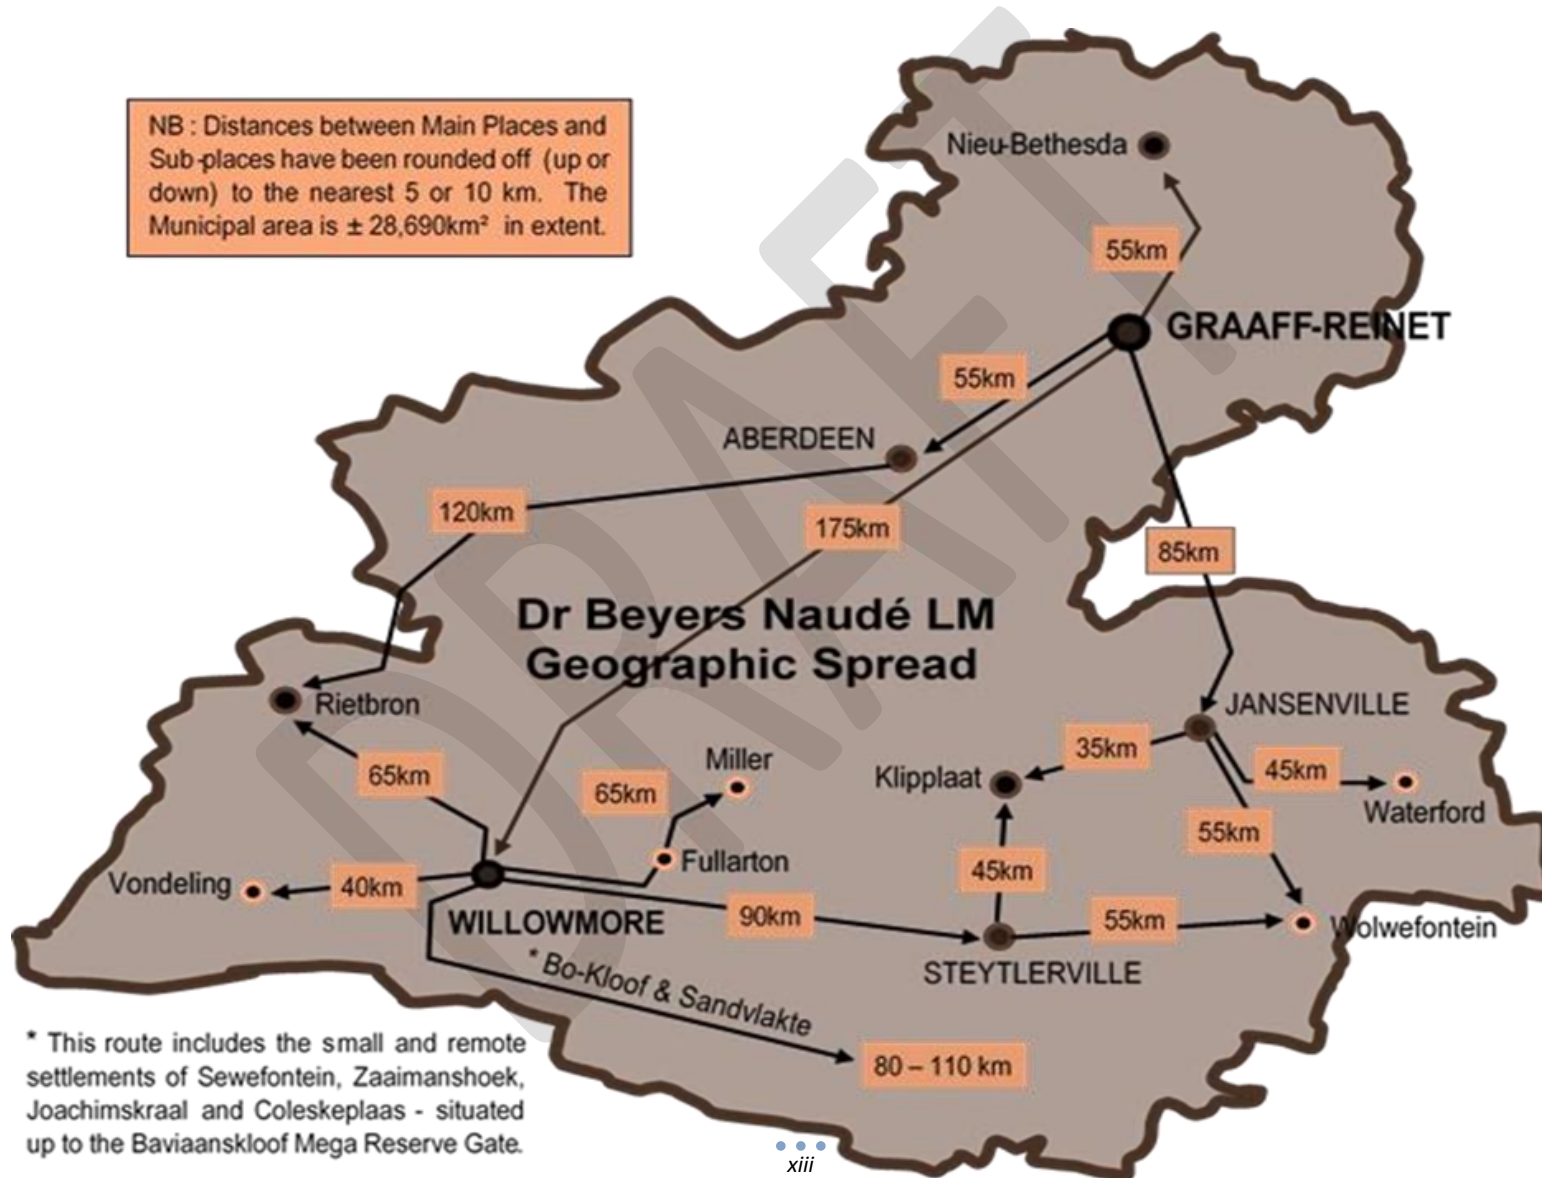 NB : Distances between Main Places and
Sub-places have been rounded off (up or
down) to the nearest 5 or 10 km. The
Municipal area is ± 28,690km² in extent.
Nieu-Bethesda
55km
GRAAFF-REINET
55km
ABERDEEN
120km
175km
85km
Dr Beyers Naudé LM
Geographic Spread
Rietbron
JANSENVILLE
65km
Miller
65km
Klipplaat
35km
45km
Waterford
55km
Fullarton
Vondeling
40km
45km
WILLOWMORE
90km
55km
Wolwefontein
STEYTLERVILLE
* Bo-Kloof & Sandvlakte
80 – 110 km
* This route includes the small and remote
settlements of Sewefontein, Zaaimanshoek,
Joachimskraal and Coleskeplaas - situated
up to the Baviaanskloof Mega Reserve Gate.
xiii
DRAFT